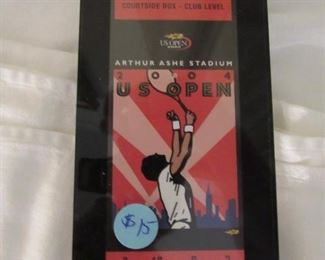 COURTSIDE BOX - CLUB LEVEL
US OPEN
ARTHUR ASHE STADIUM
2004
US OPEN
$15